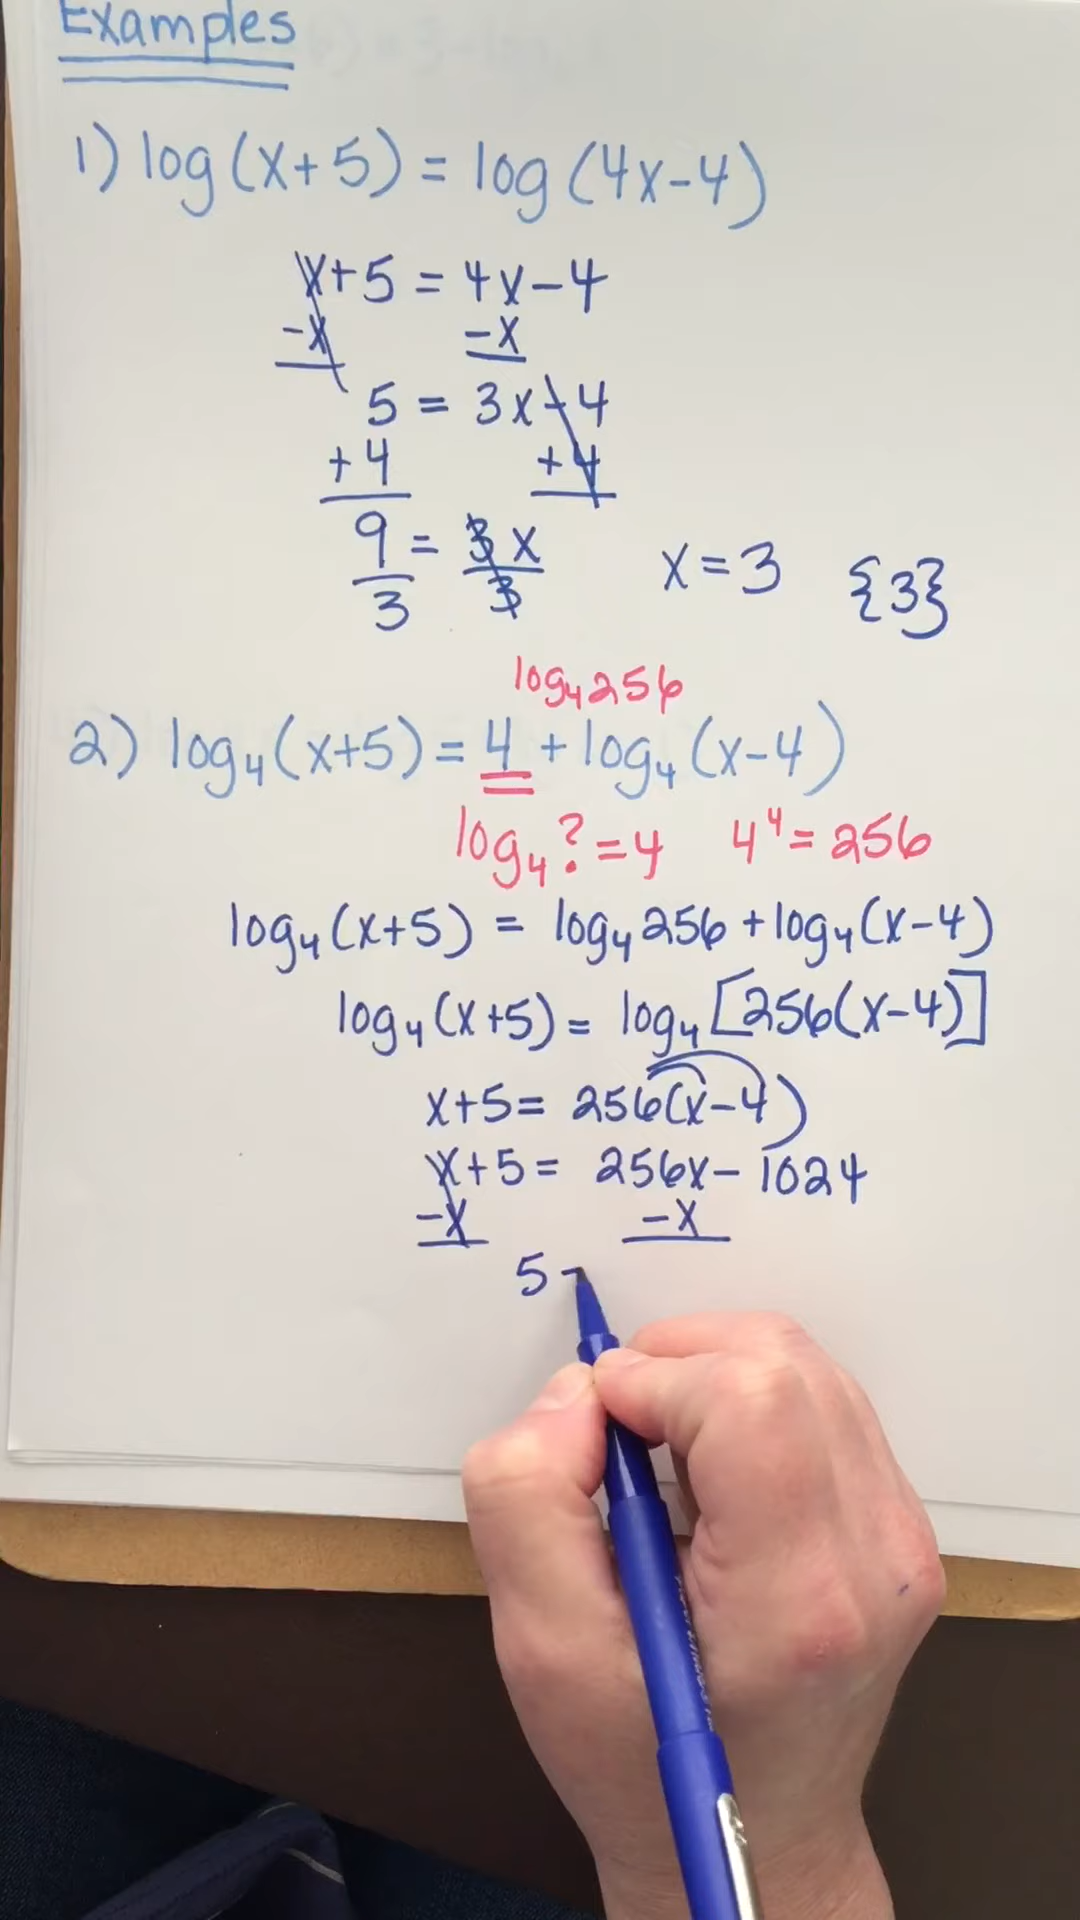 Examples
1) log(x+5) = log(4x-4)
x+5 = 4x-4
-x -x
5 = 3x-4
+4 +4
9/3 = 3x/3 x=3 {3}
log₄256
2) log₄(x+5) = 4 + log₄(x-4)
log₄? = 4 4⁴ = 256
log₄(x+5) = log₄256 + log₄(x-4)
log₄(x+5) = log₄[256(x-4)]
x+5 = 256(x-4)
x+5 = 256x - 1024
-x -x
5 -